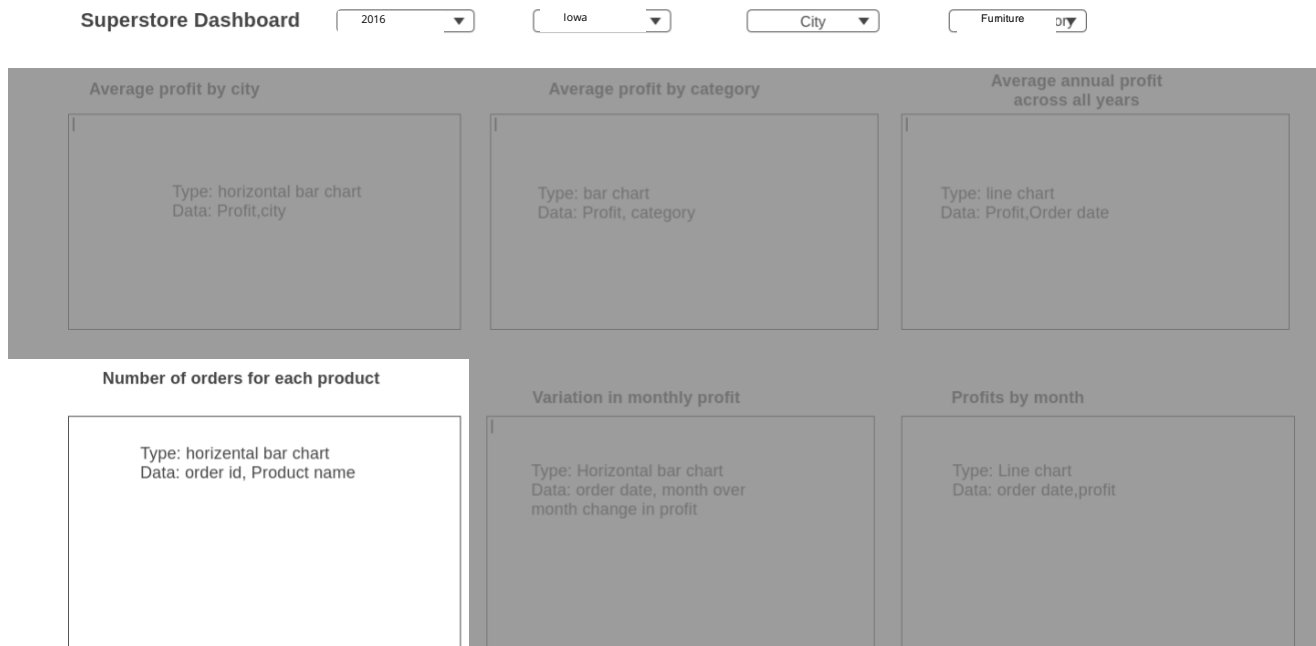 Superstore Dashboard
2016
Iowa
City
Furniture
ory
Average profit by city
Average profit by category
Average annual profit
across all years
Type: horizontal bar chart
Data: Profit,city
Type: bar chart
Data: Profit, category
Type: line chart
Data: Profit,Order date
Number of orders for each product
Variation in monthly profit
Profits by month
Type: horizental bar chart
Data: order id, Product name
Type: Horizontal bar chart
Data: order date, month over
month change in profit
Type: Line chart
Data: order date,profit